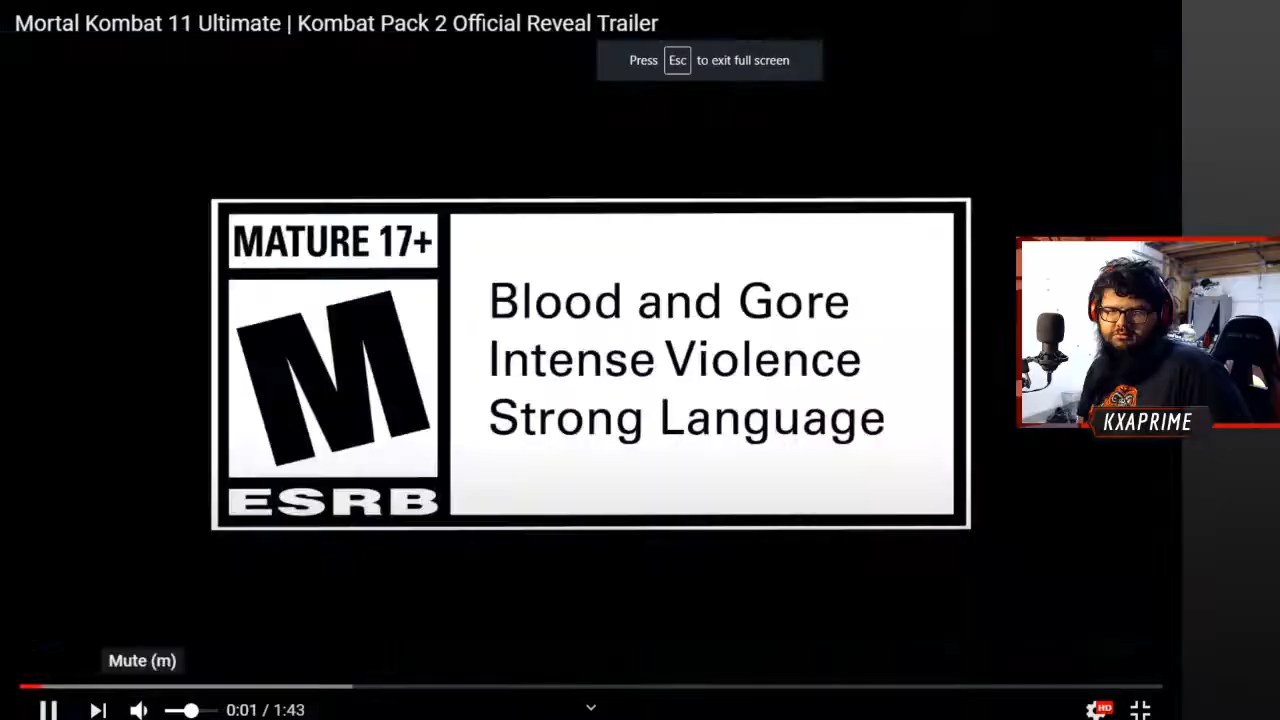 Mortal Kombat 11 Ultimate | Kombat Pack 2 Official Reveal Trailer
Press Esc to exit full screen
MATURE 17+
M
ESRB
Blood and Gore
Intense Violence
Strong Language
KXAPRIME
Mute (m)
0:01 / 1:43
HD